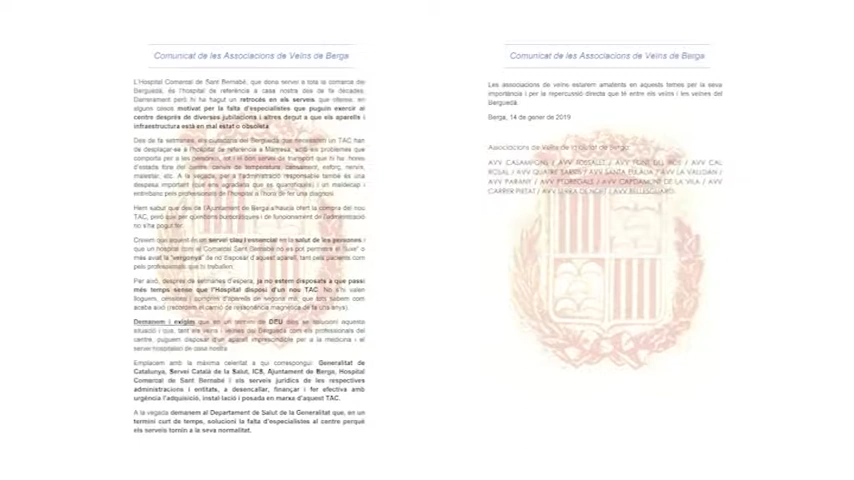 Comunicat de les Associacions de Veïns de Berga
L'Hospital Comarcal de Sant Bernabé, que dona servei a tota la comarca del
Berguedà, és l'hospital de referència a casa nostra des de fa dècades.
Darrerament però hi ha hagut un retrocés en els serveis que ofereix, en
alguns casos motivat per la falta d'especialistes que puguin exercir al
centre després de diverses jubilacions i altres degut a que els aparells i
infraestructura està en mal estat o obsoleta
Des de fa setmanes, els ciutadans del Berguedà que necessiten un TAC han
de desplaçar-se a l'hospital de referència a Manresa, amb els problemes que
comporta per a les persones, tot i el bon servei de transport que hi ha: hores
d'estada fora del centre, canvis de temperatura, cansament, estrès, nervis,
malestar, etc. A la vegada, per a l'administració responsable també és una
despesa important (que ens agradaria que es quantifiqués) i un maldecap i
entrebanc pels professionals de l'hospital a l'hora de fer una diagnosi
Hem sabut que des de l'Ajuntament de Berga s'hauria ofert la compra del nou
TAC, però que per qüestions burocràtiques i de funcionament de l'administració
no s'ha pogut fer.
Creiem que aquest és un servei clau i essencial en la salut de les persones i
que un hospital com el Comarcal Sant Bernabé no es pot permetre el "luxe" o
més aviat la "vergonya" de no disposar d'aquest aparell, tant pels pacients com
pels professionals que hi treballen.
Per això, després de setmanes d'espera, ja no estem disposats a que passi
més temps sense que l'Hospital disposi d'un nou TAC. No s'hi valen
lloguers, cessions i compres d'aparells de segona mà, que tots sabem com
acaba això (recordem el camió de ressonància magnètica de fa uns anys).
Demanem i exigim que en un termini de DEU dies se solucioni aquesta
situació i que, tant els veïns i veïnes del Berguedà com els professionals del
centre, puguem disposar d'un aparell imprescindible per a la medicina i el
servei hospitalari de casa nostra
Emplacem amb la màxima celeritat a qui correspongui: Generalitat de
Catalunya, Servei Català de la Salut, ICS, Ajuntament de Berga, Hospital
Comarcal de Sant Bernabé i els serveis jurídics de les respectives
administracions i entitats, a desencallar, finançar i fer efectiva amb
urgència l'adquisició, instal·lació i posada en marxa d'aquest TAC.
A la vegada demanem al Departament de Salut de la Generalitat que, en un
termini curt de temps, solucioni la falta d'especialistes al centre perquè
els serveis tornin a la seva normalitat.
Comunicat de les Associacions de Veïns de Berga
Les associacions de veïns estarem amatents en aquests temes per la seva
importància i per la repercussió directa que té entre els veïns i les veïnes del
Berguedà
Berga, 14 de gener de 2019
Associacions de Veïns de la ciutat de Berga:
AVV CASAMPONS / AVV ROSSALET / AVV FONT DEL ROS / AVV CAL
ROSAL / AVV QUATRE BARRES / AVV SANTA EULÀLIA / AVV LA VALLDAN /
AVV PARANY / AVV PEDREGALS / AVV CAPDAMUNT DE LA VILA / AVV
CARRER PIETAT / AVV SERRA DE NOET / AVV BELLESGUARD.